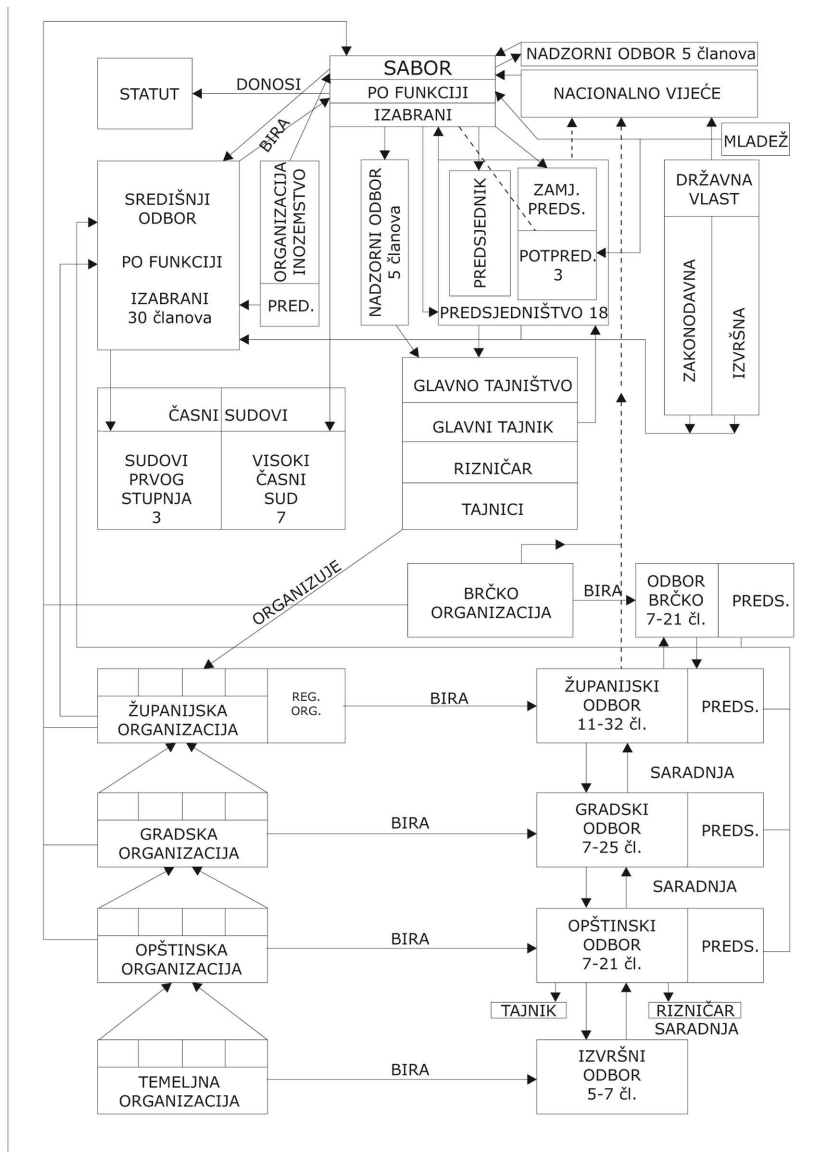 SABOR
PO FUNKCIJI
IZABRANI
NADZORNI ODBOR 5 članova
NACIONALNO VIJEĆE
STATUT
DONOSI
BIRA
MLADEŽ
SREDIŠNJI
ODBOR
PO FUNKCIJI
IZABRANI
30 članova
ORGANIZACIJA
INOZEMSTVO
PRED.
NADZORNI ODBOR
5 članova
PREDSJEDNIK
ZAMJ.
PREDS.
POTPRED.
3
PREDSJEDNIŠTVO 18
DRŽAVNA
VLAST
ZAKONODAVNA
IZVRŠNA
GLAVNO TAJNIŠTVO
GLAVNI TAJNIK
RIZNIČAR
TAJNICI
ČASNI SUDOVI
SUDOVI
PRVOG
STUPNJA
3
VISOKI
ČASNI
SUD
7
ORGANIZUJE
BRČKO
ORGANIZACIJA
BIRA
ODBOR
BRČKO
7-21 čl.
PREDS.
ŽUPANIJSKA
ORGANIZACIJA
REG.
ORG.
BIRA
ŽUPANIJSKI
ODBOR
11-32 čl.
PREDS.
SARADNJA
GRADSKA
ORGANIZACIJA
BIRA
GRADSKI
ODBOR
7-25 čl.
PREDS.
SARADNJA
OPŠTINSKA
ORGANIZACIJA
BIRA
OPŠTINSKI
ODBOR
7-21 čl.
PREDS.
TAJNIK
RIZNIČAR
SARADNJA
TEMELJNA
ORGANIZACIJA
BIRA
IZVRŠNI
ODBOR
5-7 čl.